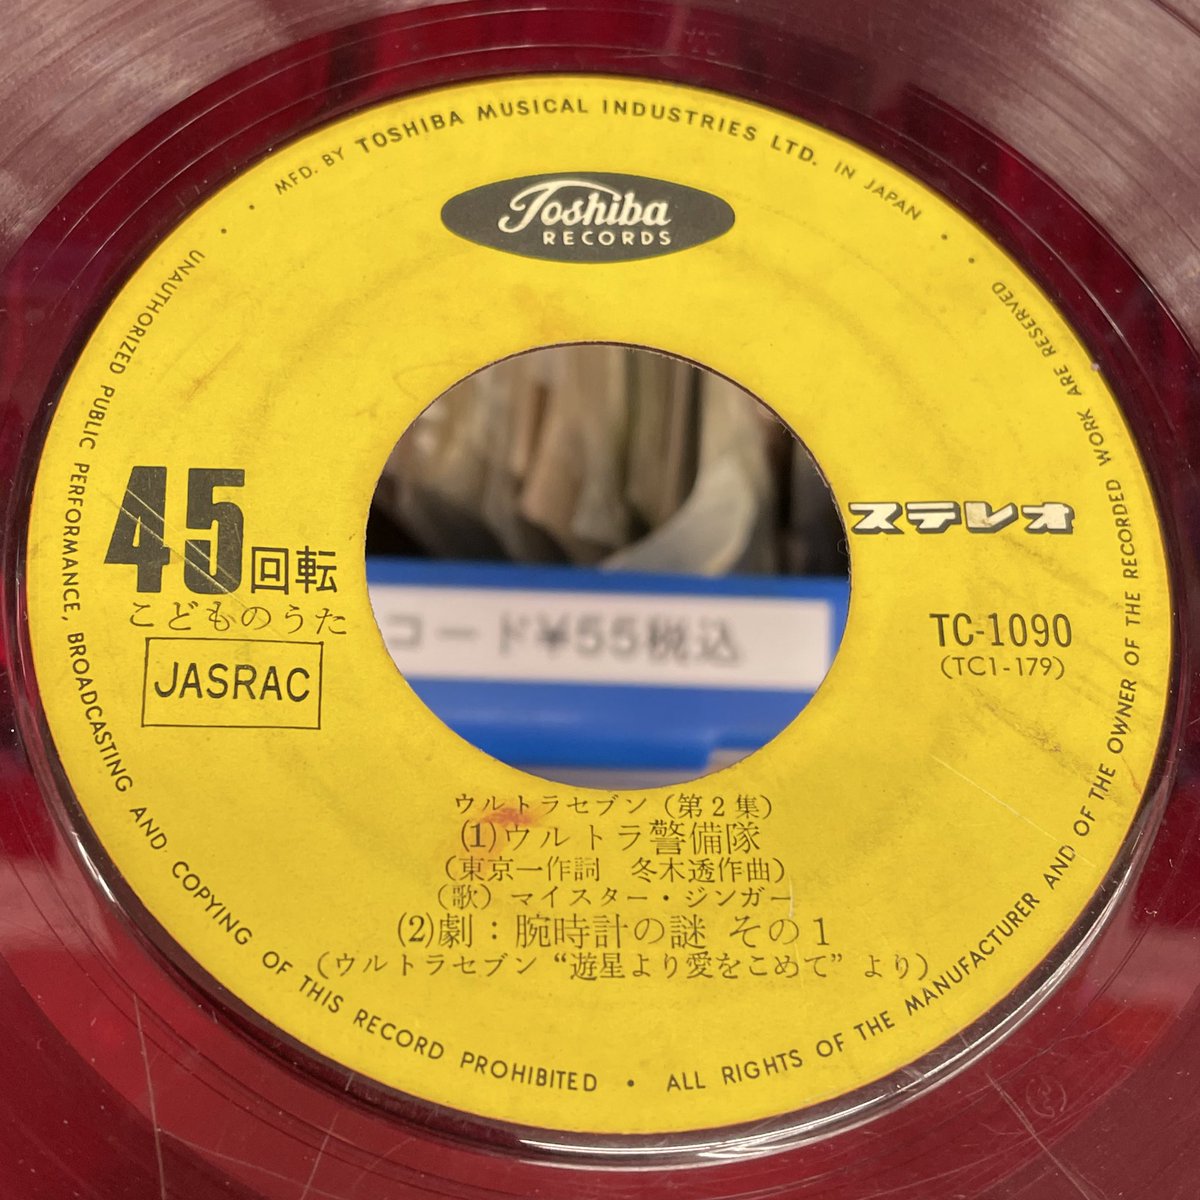 MFD. BY TOSHIBA MUSICAL INDUSTRIES LTD. IN JAPAN
Toshiba
RECORDS
45回転
こどものうた
JASRAC
ステレオ
TC-1090
(TC1-179)
コード¥55税込
ウルトラセブン(第2集)
(1)ウルトラ警備隊
(東京一作詞 冬木透作曲)
(歌)マイスター・ジンガー
(2)劇:腕時計の謎 その1
(ウルトラセブン“遊星より愛をこめて”より)
UNAUTHORIZED PUBLIC PERFORMANCE, BROADCASTING AND COPYING OF THIS RECORD PROHIBITED • ALL RIGHTS OF THE MANUFACTURER AND OF THE OWNER OF THE RECORDED WORK ARE RESERVED